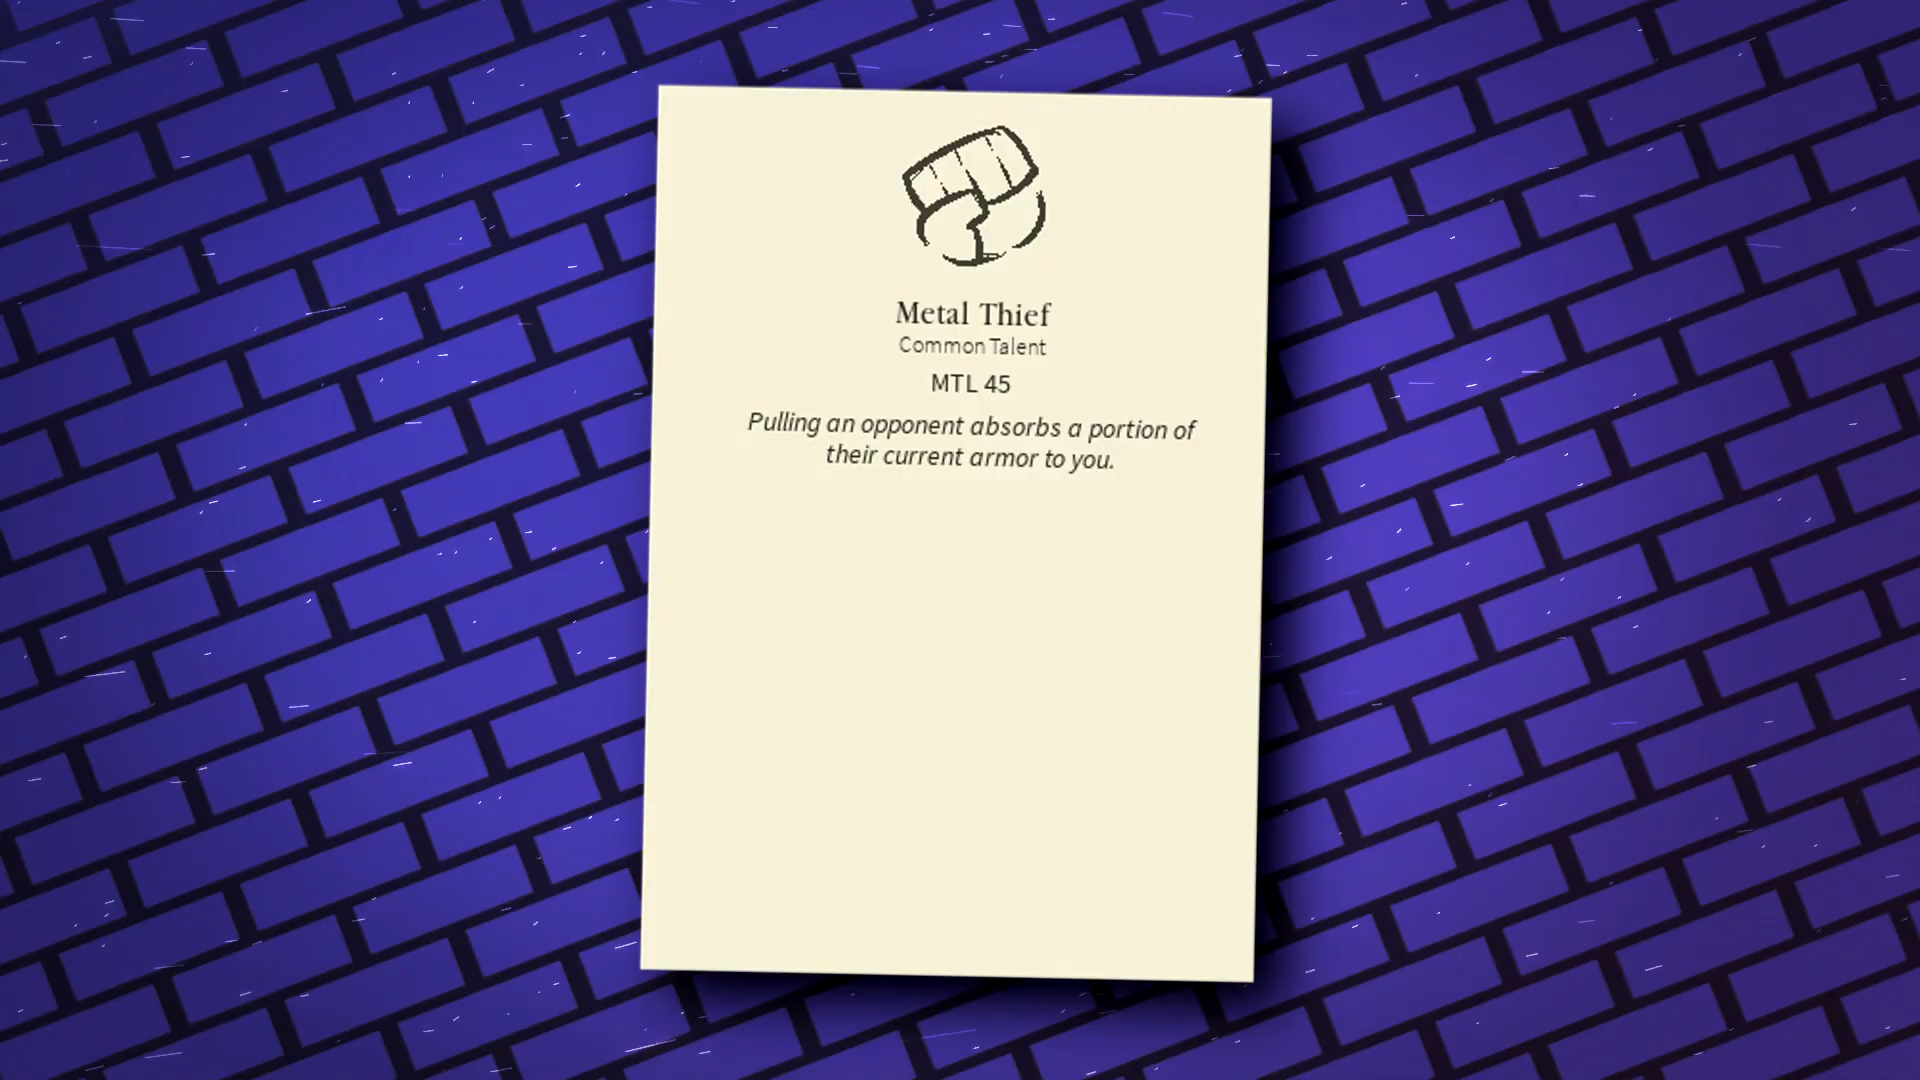 Metal Thief
Common Talent
MTL 45
Pulling an opponent absorbs a portion of
their current armor to you.